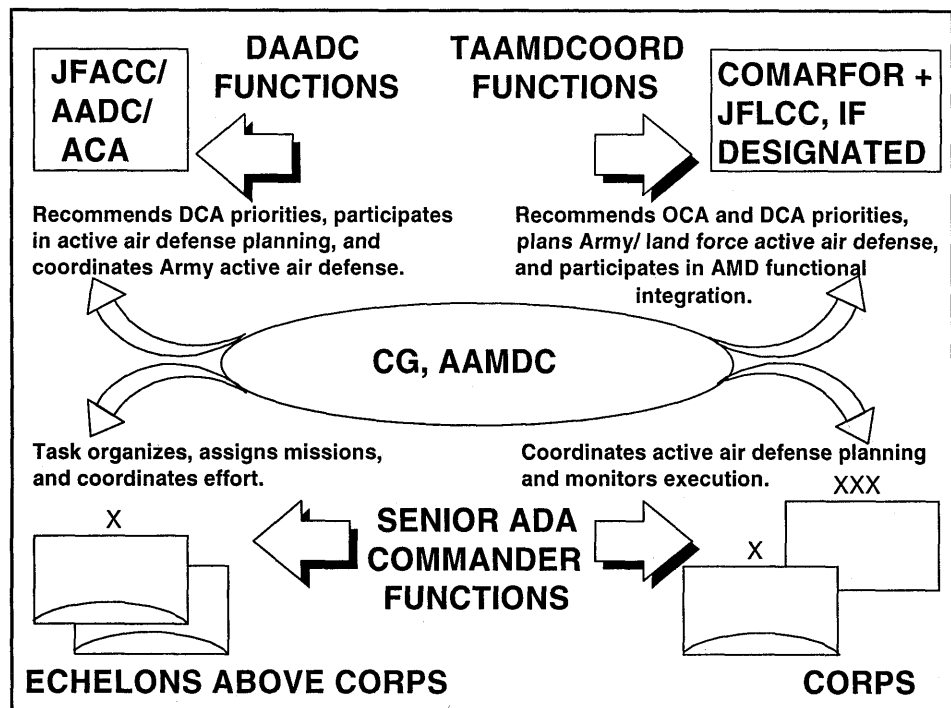 JFACC/
AADC/
ACA
DAADC
FUNCTIONS
TAAMDCOORD
FUNCTIONS
COMARFOR +
JFLCC, IF
DESIGNATED
Recommends DCA priorities, participates
in active air defense planning, and
coordinates Army active air defense.
Recommends OCA and DCA priorities,
plans Army/ land force active air defense,
and participates in AMD functional
integration.
CG, AAMDC
Task organizes, assigns missions,
and coordinates effort.
Coordinates active air defense planning
and monitors execution.
X
SENIOR ADA
COMMANDER
FUNCTIONS
X
XXX
ECHELONS ABOVE CORPS
CORPS